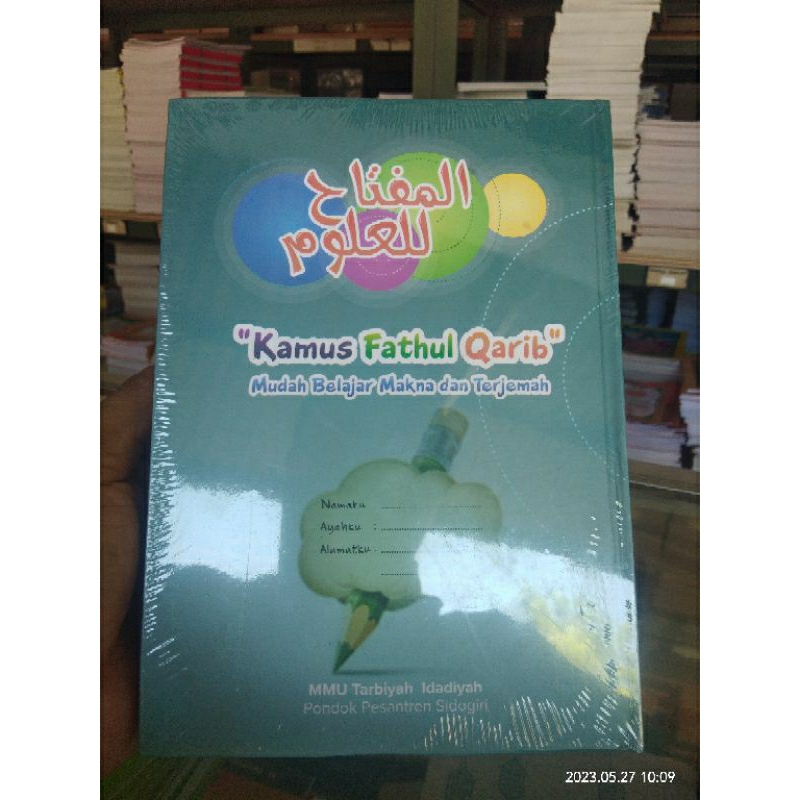 المفتاح
للعلوم
"Kamus Fathul Qarib"
Mudah Belajar Makna dan Terjemah
Namaku ....................
Ayahku : ....................
Alamatku : ....................
....................
MMU Tarbiyah Idadiyah
Pondok Pesantren Sidogiri
2023.05.27 10:09